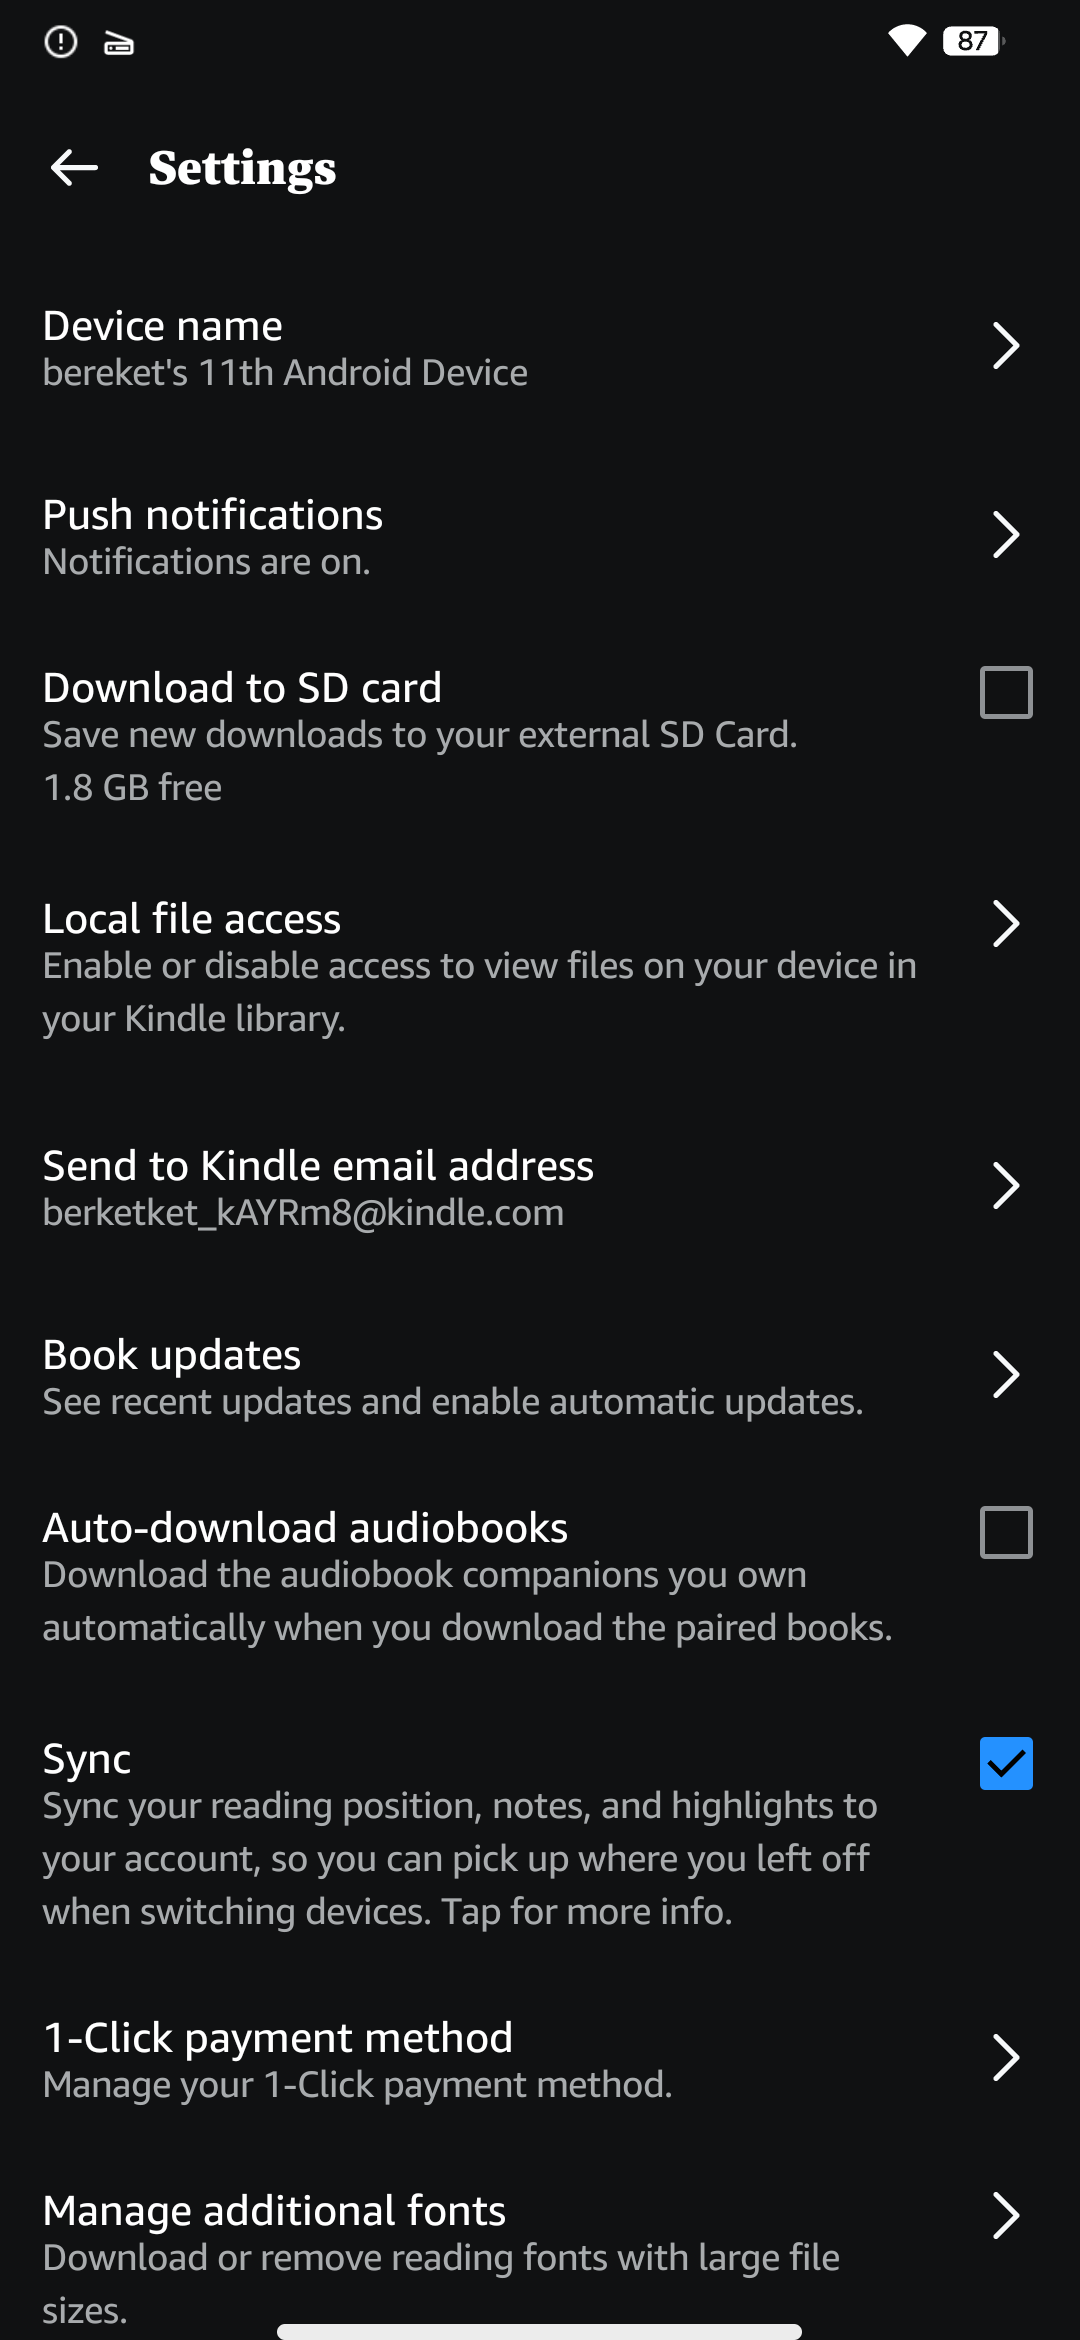 87
Settings
Device name
bereket's 11th Android Device
Push notifications
Notifications are on.
Download to SD card
Save new downloads to your external SD Card.
1.8 GB free
Local file access
Enable or disable access to view files on your device in
your Kindle library.
Send to Kindle email address
berketket_kAYRm8@kindle.com
Book updates
See recent updates and enable automatic updates.
Auto-download audiobooks
Download the audiobook companions you own
automatically when you download the paired books.
Sync
Sync your reading position, notes, and highlights to
your account, so you can pick up where you left off
when switching devices. Tap for more info.
1-Click payment method
Manage your 1-Click payment method.
Manage additional fonts
Download or remove reading fonts with large file
sizes.